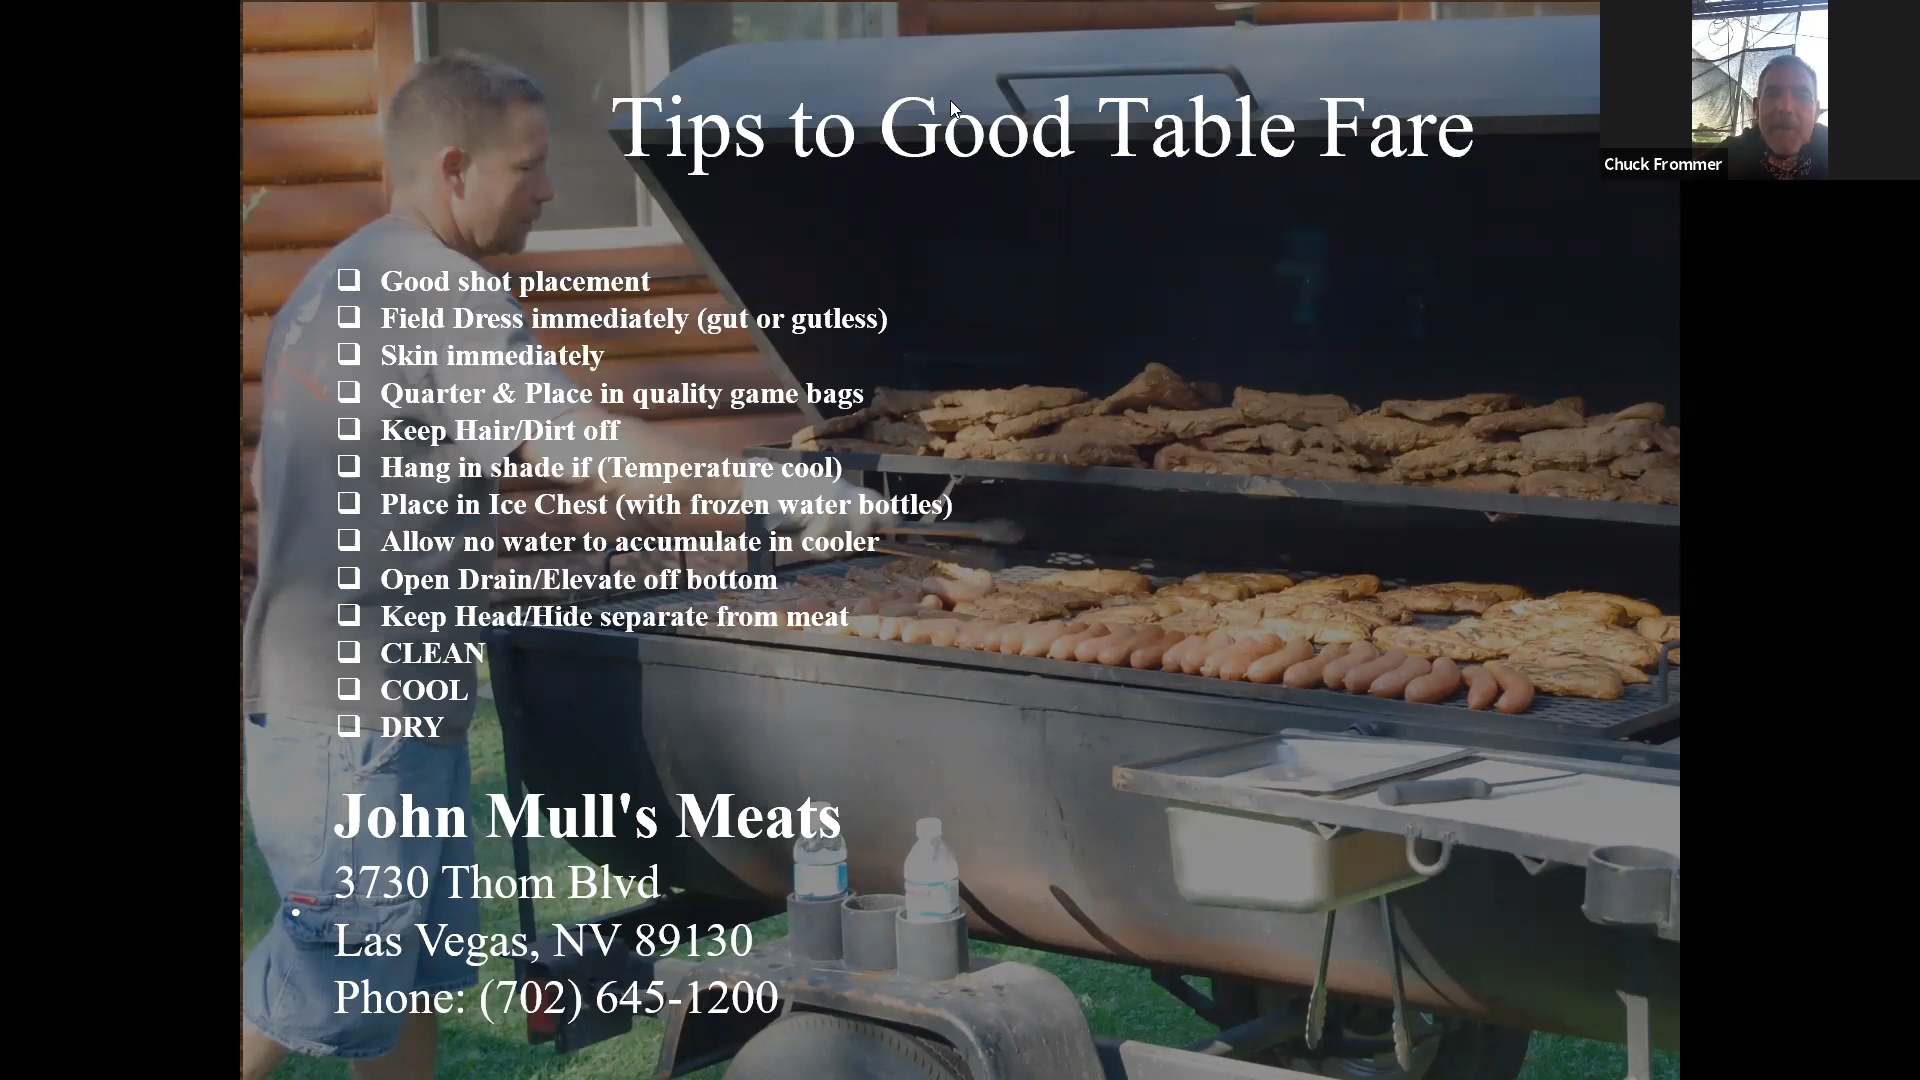 Tips to Good Table Fare
Chuck Frommer
❑ Good shot placement
❑ Field Dress immediately (gut or gutless)
❑ Skin immediately
❑ Quarter & Place in quality game bags
❑ Keep Hair/Dirt off
❑ Hang in shade if (Temperature cool)
❑ Place in Ice Chest (with frozen water bottles)
❑ Allow no water to accumulate in cooler
❑ Open Drain/Elevate off bottom
❑ Keep Head/Hide separate from meat
❑ CLEAN
❑ COOL
❑ DRY
John Mull's Meats
3730 Thom Blvd
Las Vegas, NV 89130
Phone: (702) 645-1200